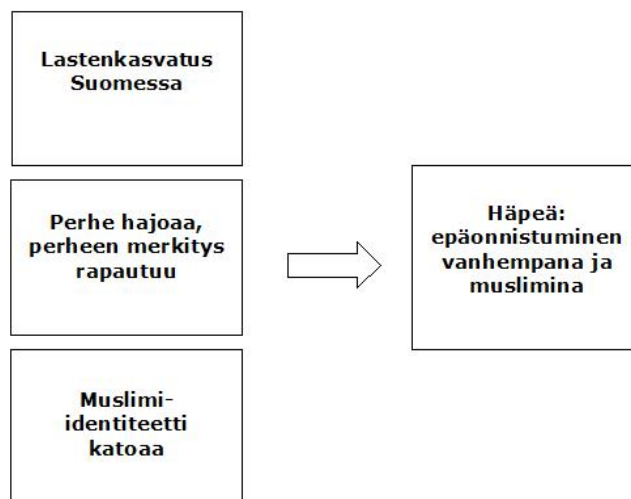 Lastenkasvatus
Suomessa
Perhe hajoaa,
perheen merkitys
rapautuu
Muslimi-
identiteetti
katoaa
Häpeä:
epäonnistuminen
vanhempana ja
muslimina